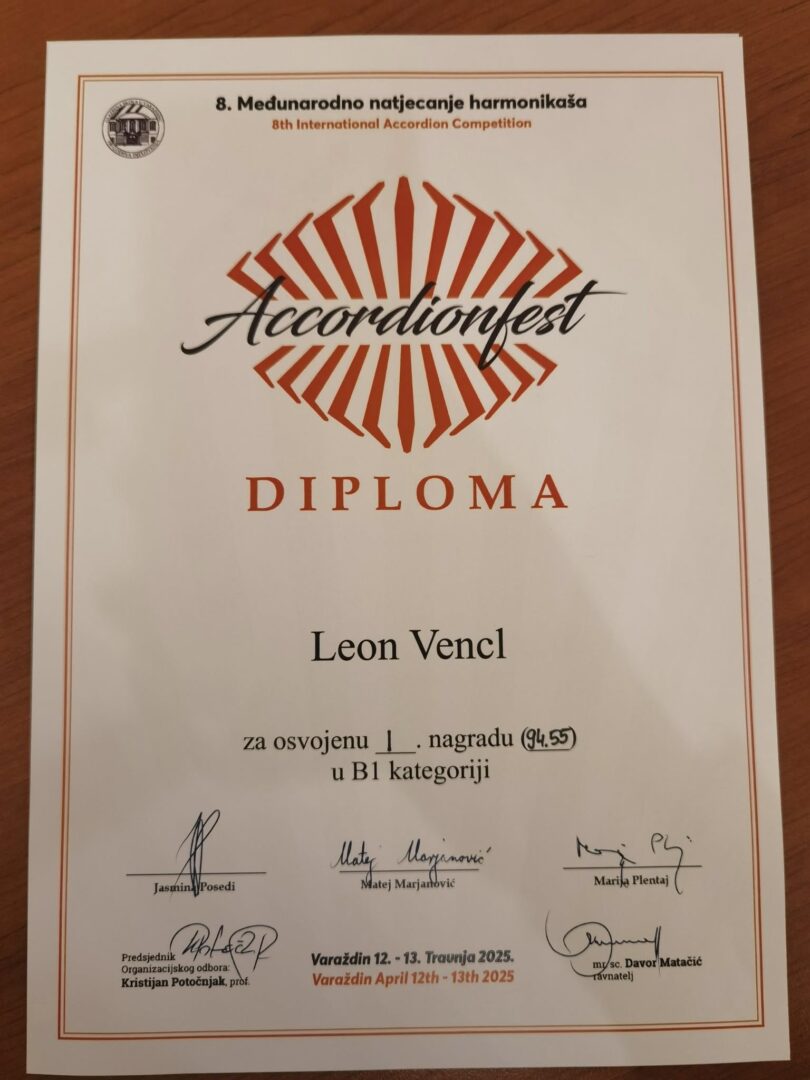 8. Međunarodno natjecanje harmonikaša
8th International Accordion Competition
Accordionfest
DIPLOMA
Leon Vencl
za osvojenu I. nagradu (94.55)
u B1 kategoriji
Jasmina Posedi
Matej Marjanović
Matej Marjanović
Marija Plentaj
Predsjednik
Organizacijskog odbora:
Kristijan Potočnjak, prof.
Varaždin 12. - 13. Travnja 2025.
Varaždin April 12th - 13th 2025
mr. sc. Davor Matačić
ravnatelj